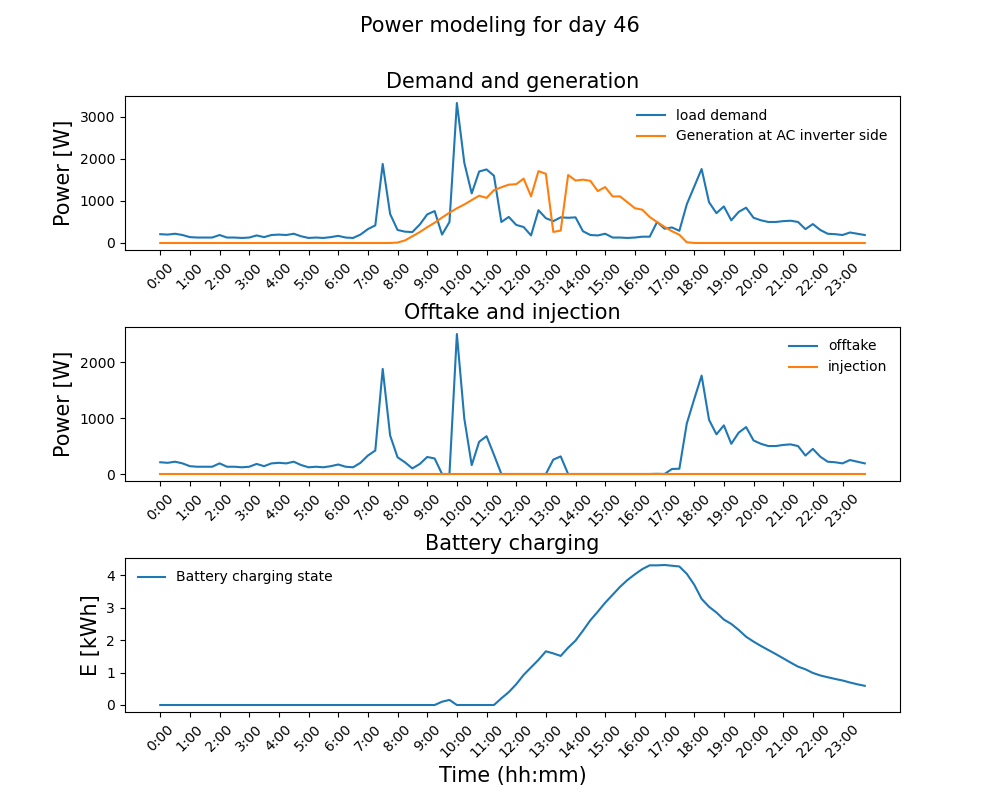 Power modeling for day 46
Demand and generation
Power [W]
3000
2000
1000
0
load demand
Generation at AC inverter side
0:00 1:00 2:00 3:00 4:00 5:00 6:00 7:00 8:00 9:00 10:00 11:00 12:00 13:00 14:00 15:00 16:00 17:00 18:00 19:00 20:00 21:00 22:00 23:00
Offtake and injection
Power [W]
2000
1000
0
offtake
injection
0:00 1:00 2:00 3:00 4:00 5:00 6:00 7:00 8:00 9:00 10:00 11:00 12:00 13:00 14:00 15:00 16:00 17:00 18:00 19:00 20:00 21:00 22:00 23:00
Battery charging
E [kWh]
4
3
2
1
0
Battery charging state
0:00 1:00 2:00 3:00 4:00 5:00 6:00 7:00 8:00 9:00 10:00 11:00 12:00 13:00 14:00 15:00 16:00 17:00 18:00 19:00 20:00 21:00 22:00 23:00
Time (hh:mm)